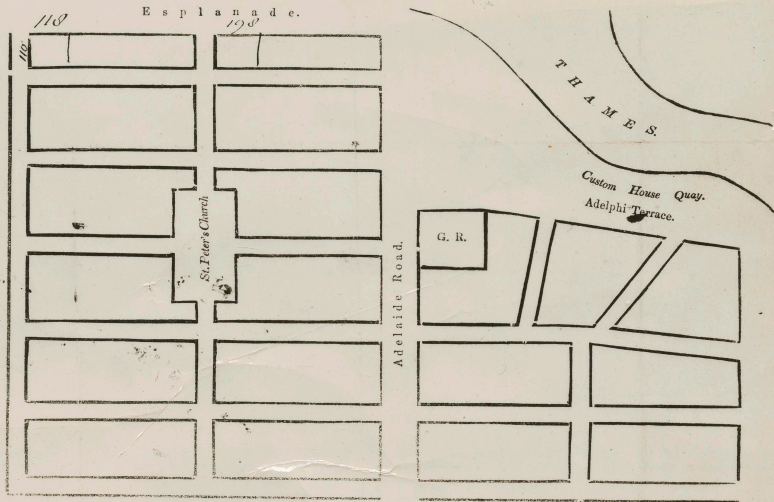 Esplanade.
118
198
110
THAMES.
Custom House Quay.
Adelphi Terrace.
G. R.
St. Peter's Church
Adelaide Road.